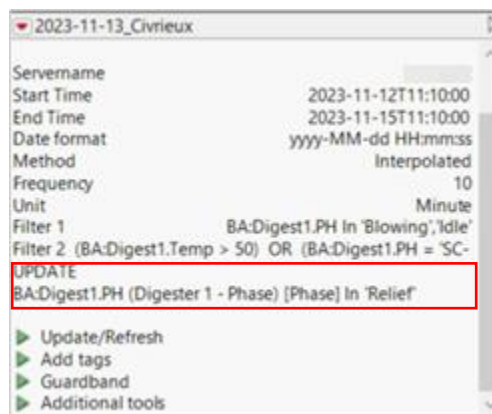 2023-11-13_Civrieux
Servername
Start Time 2023-11-12T11:10:00
End Time 2023-11-15T11:10:00
Date format yyyy-MM-dd HH:mm:ss
Method Interpolated
Frequency 10
Unit Minute
Filter 1 BA:Digest1.PH In 'Blowing','Idle'
Filter 2 (BA:Digest1.Temp > 50) OR (BA:Digest1.PH = 'SC-
UPDATE
BA:Digest1.PH (Digester 1 - Phase) [Phase] In 'Relief'
Update/Refresh
Add tags
Guardband
Additional tools